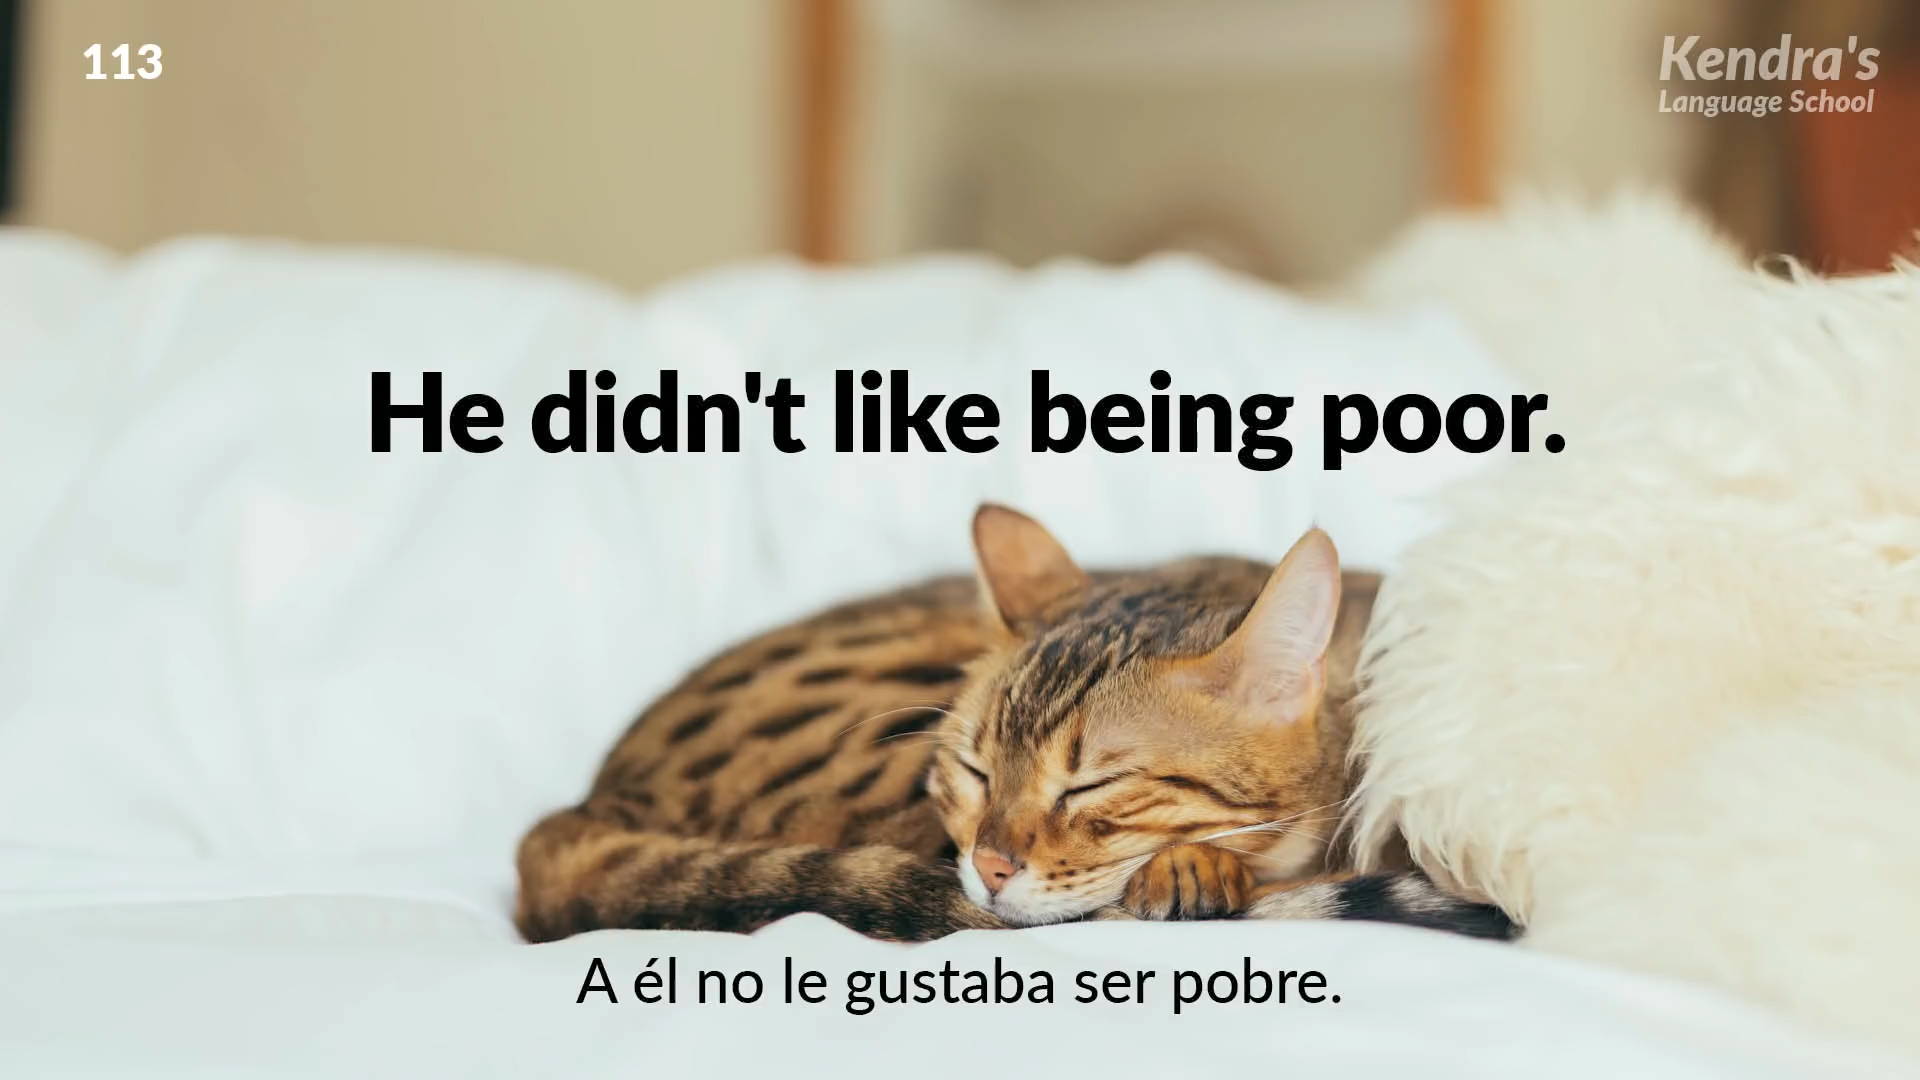 113
Kendra's
Language School
He didn't like being poor.
A él no le gustaba ser pobre.